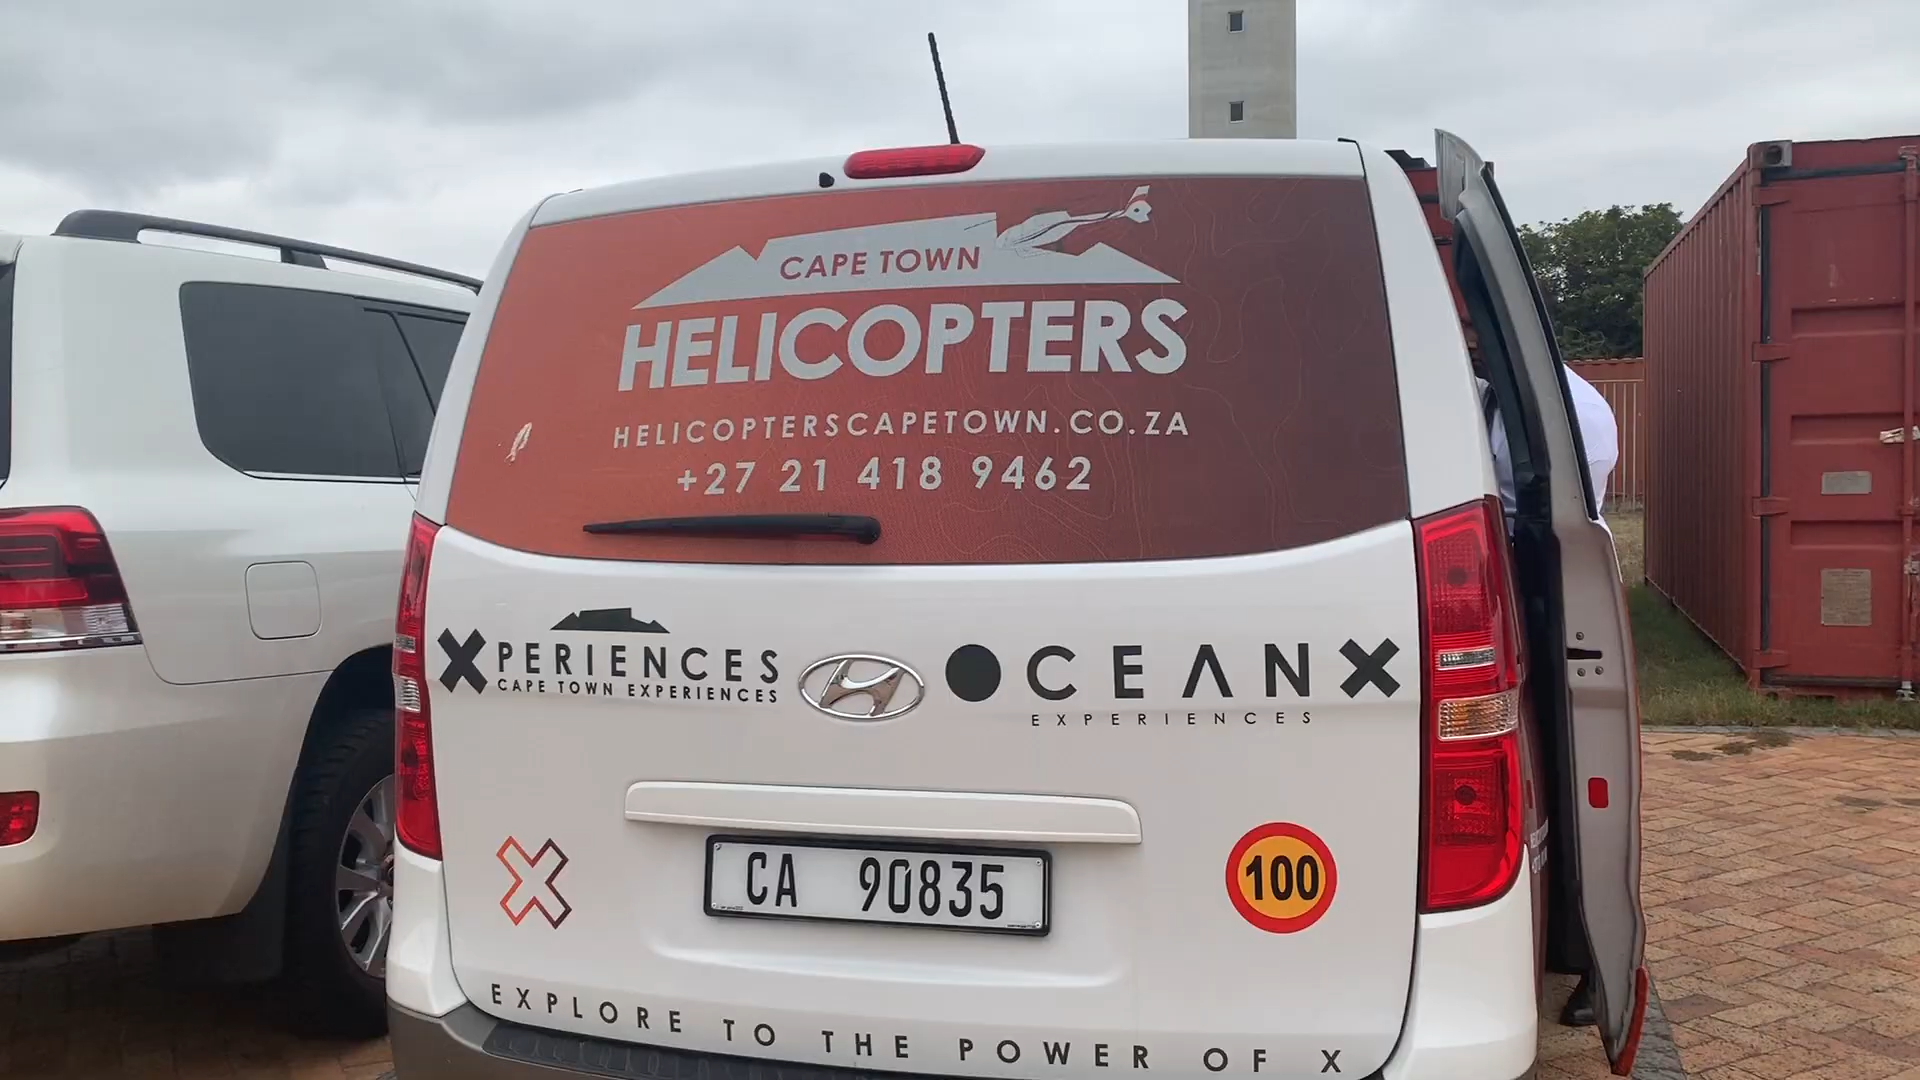 CAPE TOWN
HELICOPTERS
HELICOPTERSCAPETOWN.CO.ZA
+27 21 418 9462
XPERIENCES
CAPE TOWN EXPERIENCES
OCEANX
EXPERIENCES
CA 90835
100
EXPLORE TO THE POWER OF X